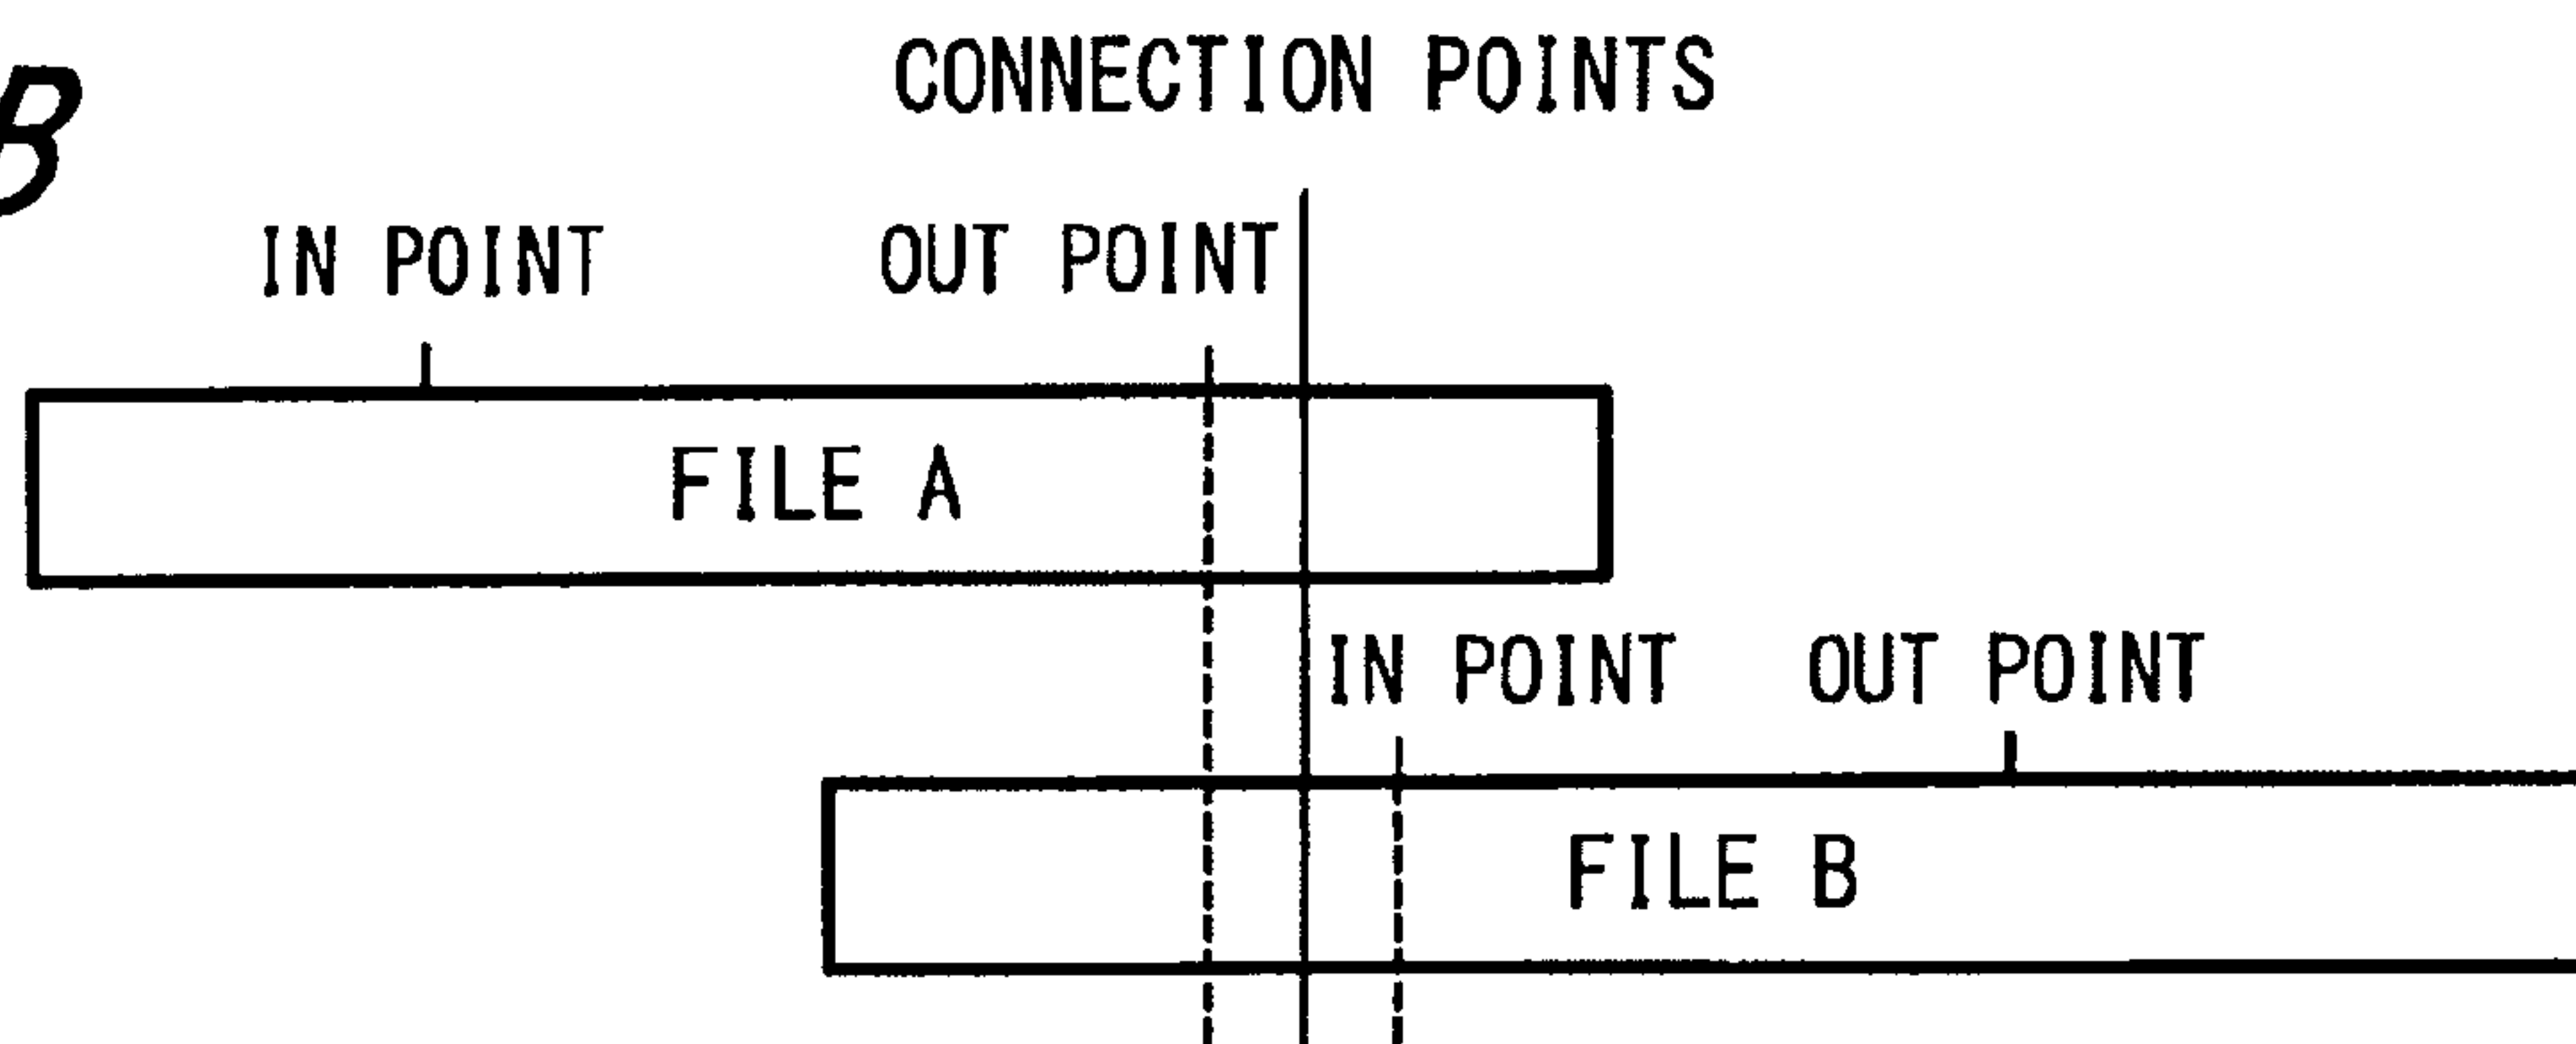 B
CONNECTION POINTS
IN POINT OUT POINT
FILE A
IN POINT OUT POINT
FILE B